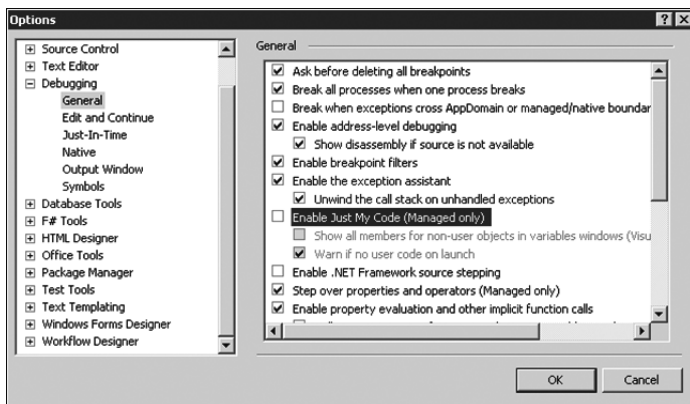 Options
Source Control
Text Editor
Debugging
General
Edit and Continue
Just-In-Time
Native
Output Window
Symbols
Database Tools
F# Tools
HTML Designer
Office Tools
Package Manager
Test Tools
Text Templating
Windows Forms Designer
Workflow Designer
General
Ask before deleting all breakpoints
Break all processes when one process breaks
Break when exceptions cross AppDomain or managed/native boundar
Enable address-level debugging
Show disassembly if source is not available
Enable breakpoint filters
Enable the exception assistant
Unwind the call stack on unhandled exceptions
Enable Just My Code (Managed only)
Show all members for non-user objects in variables windows (Visu
Warn if no user code on launch
Enable .NET Framework source stepping
Step over properties and operators (Managed only)
Enable property evaluation and other implicit function calls
OK
Cancel